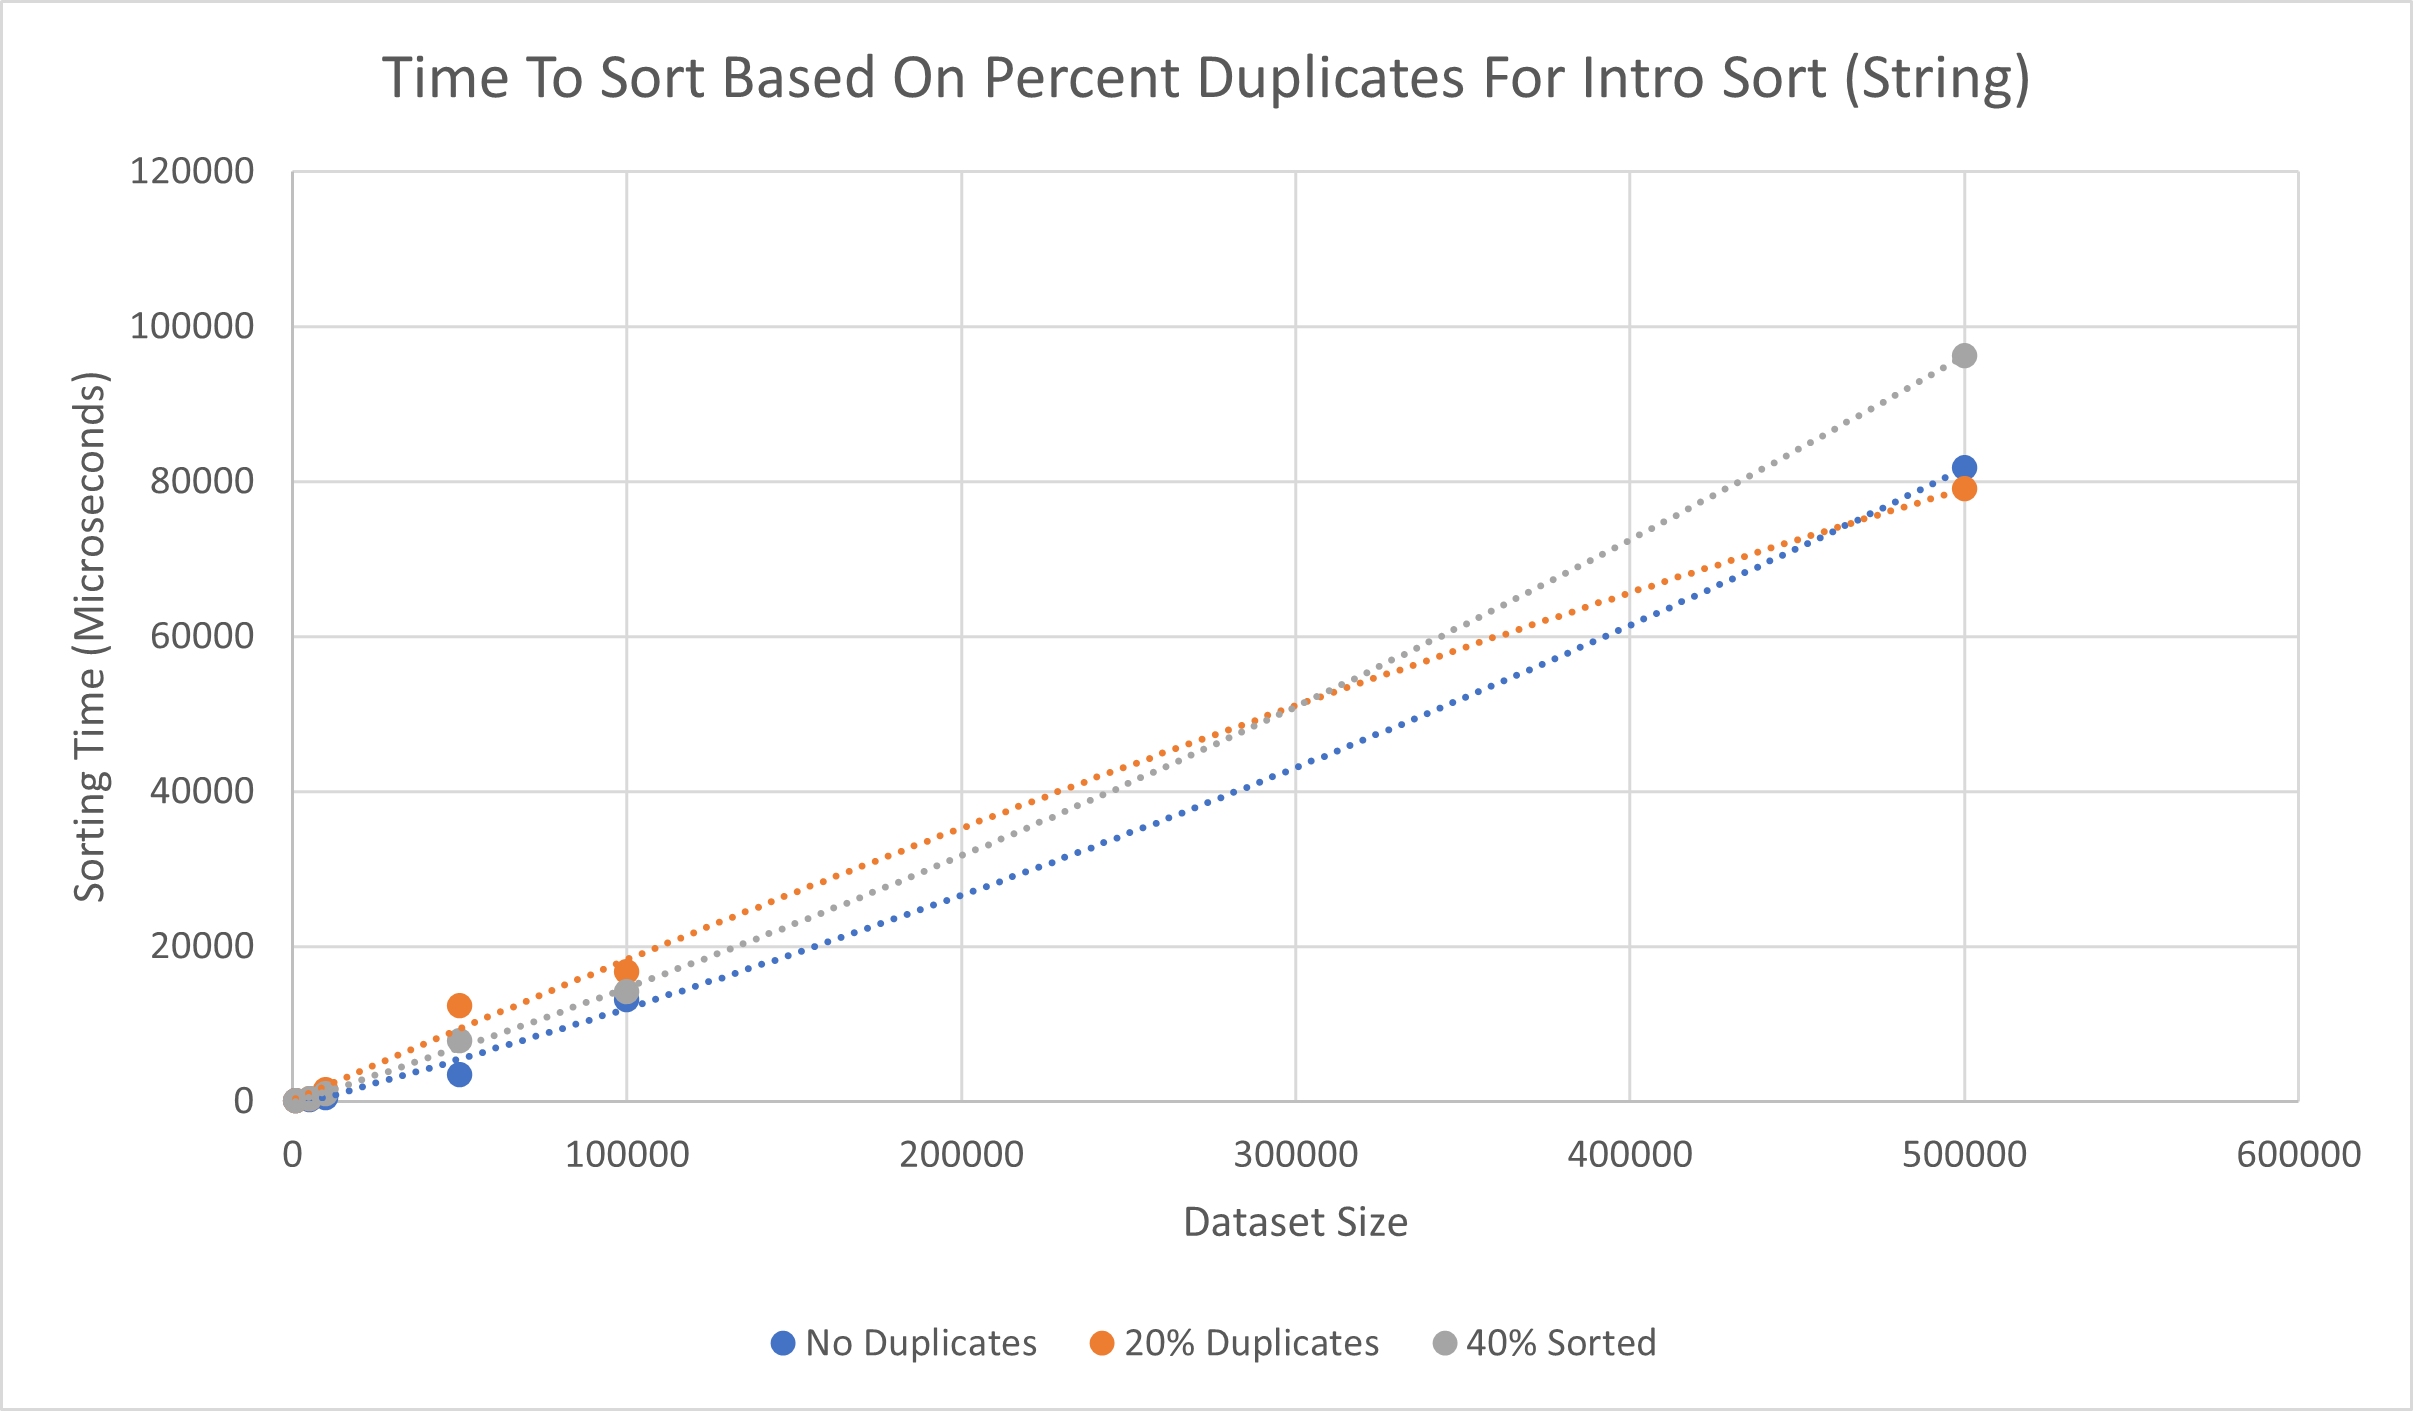 Time To Sort Based On Percent Duplicates For Intro Sort (String)
120000
100000
80000
60000
40000
20000
0
Sorting Time (Microseconds)
0 100000 200000 300000 400000 500000 600000
Dataset Size
No Duplicates 20% Duplicates 40% Sorted